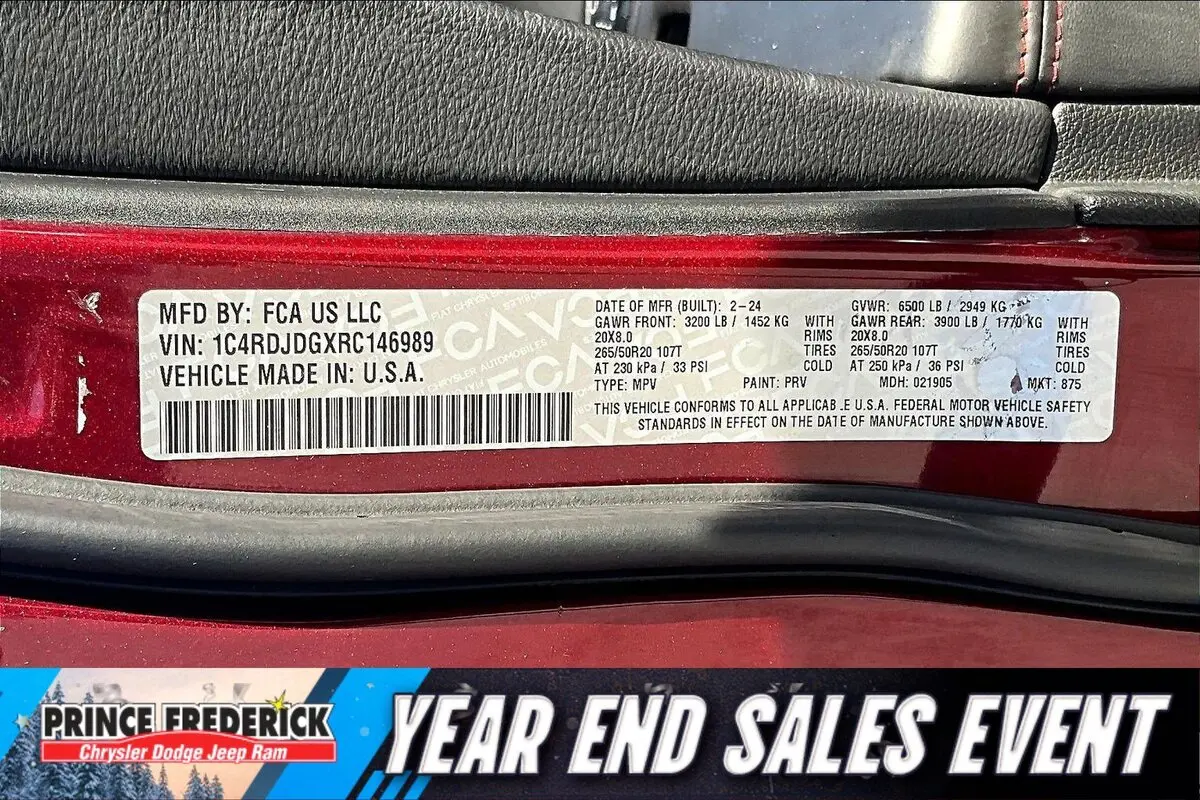 MFD BY: FCA US LLC
VIN: 1C4RDJDGXRC146989
VEHICLE MADE IN: U.S.A.
DATE OF MFR (BUILT): 2-24
GVWR: 6500 LB / 2949 KG
GAWR FRONT: 3200 LB / 1452 KG WITH
GAWR REAR: 3900 LB / 1770 KG WITH
20X8.0 RIMS
20X8.0 RIMS
265/50R20 107T TIRES
265/50R20 107T TIRES
AT 230 kPa / 33 PSI COLD
AT 250 kPa / 36 PSI COLD
TYPE: MPV PAINT: PRV MDH: 021905 MKT: 875
THIS VEHICLE CONFORMS TO ALL APPLICAB.E U.S.A. FEDERAL MOTOR VEHICLE SAFETY
STANDARDS IN EFFECT ON THE DATE OF MANUFACTURE SHOWN ABOVE.
PRINCE FREDERICK
Chrysler Dodge Jeep Ram
YEAR END SALES EVENT